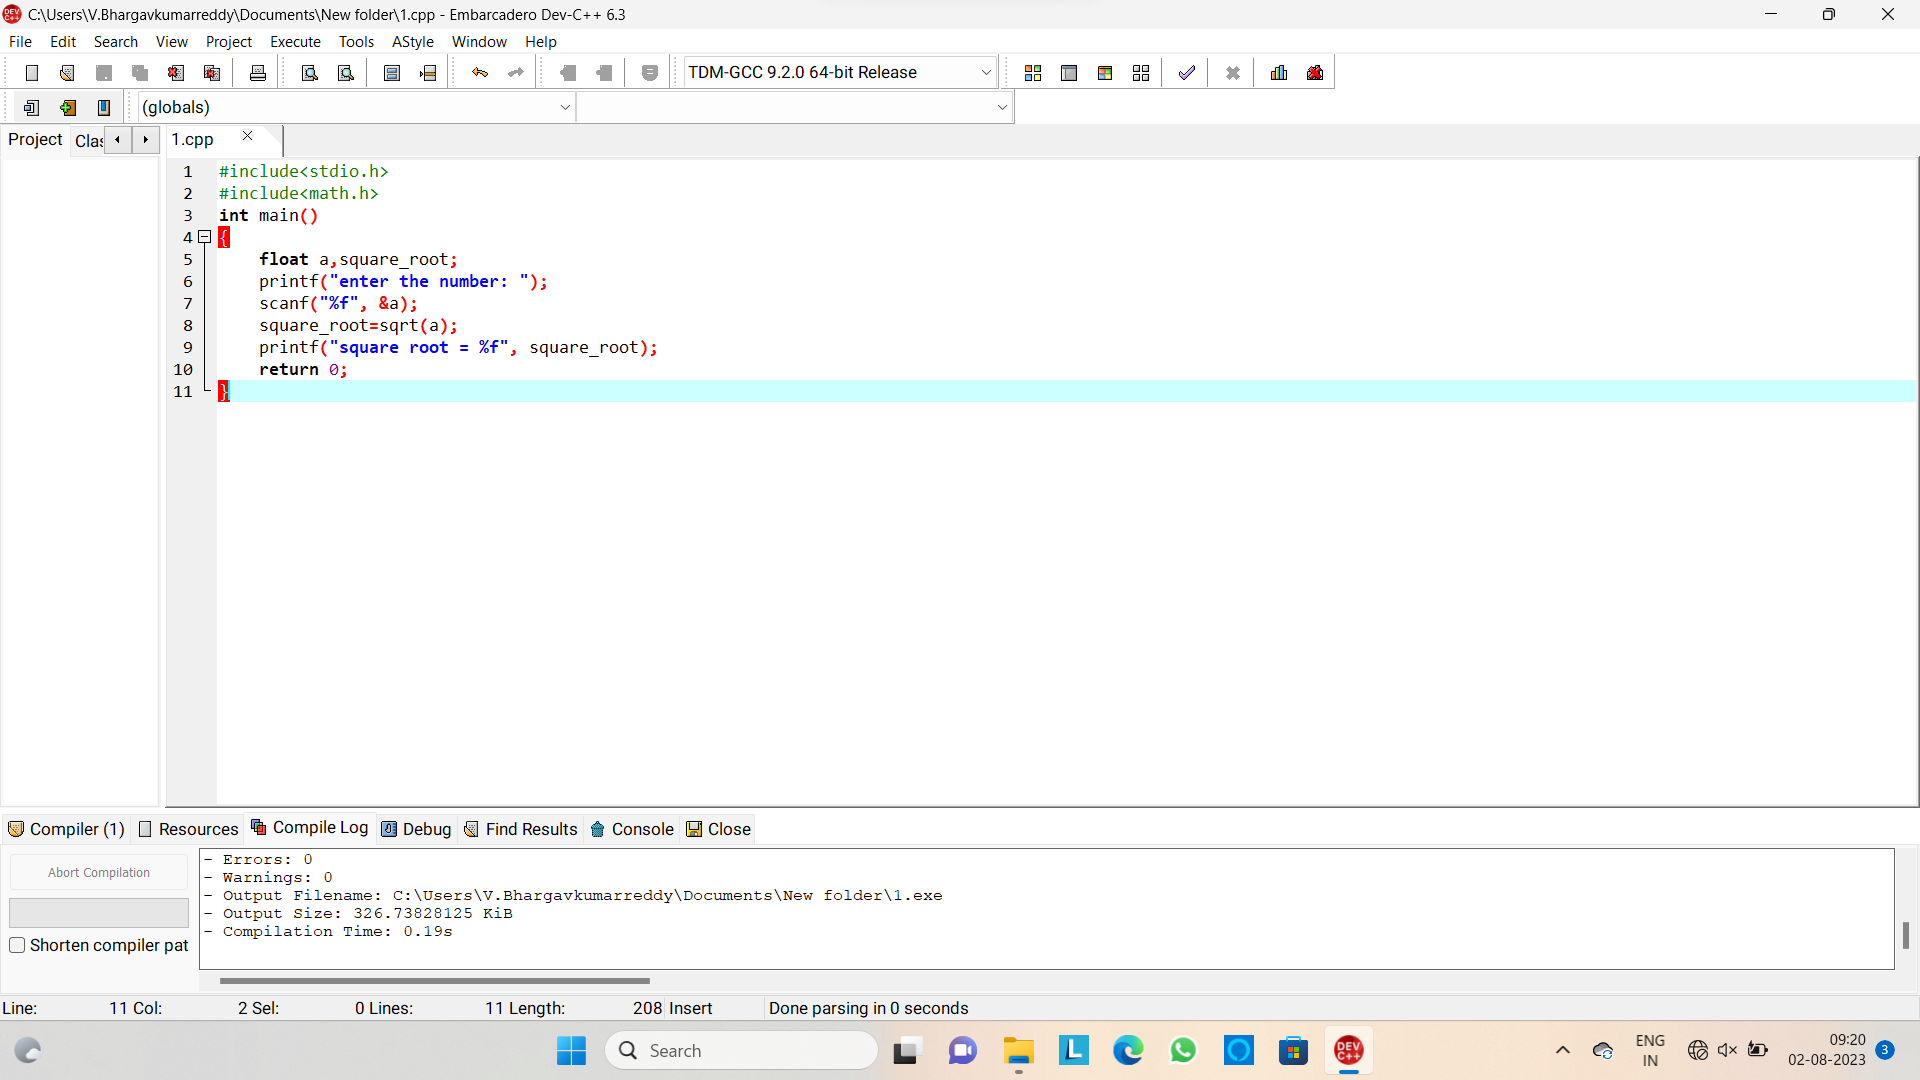 C:\Users\V.Bhargavkumarreddy\Documents\New folder\1.cpp - Embarcadero Dev-C++ 6.3
File Edit Search View Project Execute Tools AStyle Window Help
TDM-GCC 9.2.0 64-bit Release
(globals)
Project Clas 1.cpp
1 #include<stdio.h>
2 #include<math.h>
3 int main()
4 {
5 float a,square_root;
6 printf("enter the number: ");
7 scanf("%f", &a);
8 square_root=sqrt(a);
9 printf("square root = %f", square_root);
10 return 0;
11 }
Compiler (1) Resources Compile Log Debug Find Results Console Close
Abort Compilation
Shorten compiler pat
- Errors: 0
- Warnings: 0
- Output Filename: C:\Users\V.Bhargavkumarreddy\Documents\New folder\1.exe
- Output Size: 326.73828125 KiB
- Compilation Time: 0.19s
Line: 11 Col: 2 Sel: 0 Lines: 11 Length: 208 Insert Done parsing in 0 seconds
Search
L
DEV C++
ENG
IN
09:20
02-08-2023
3